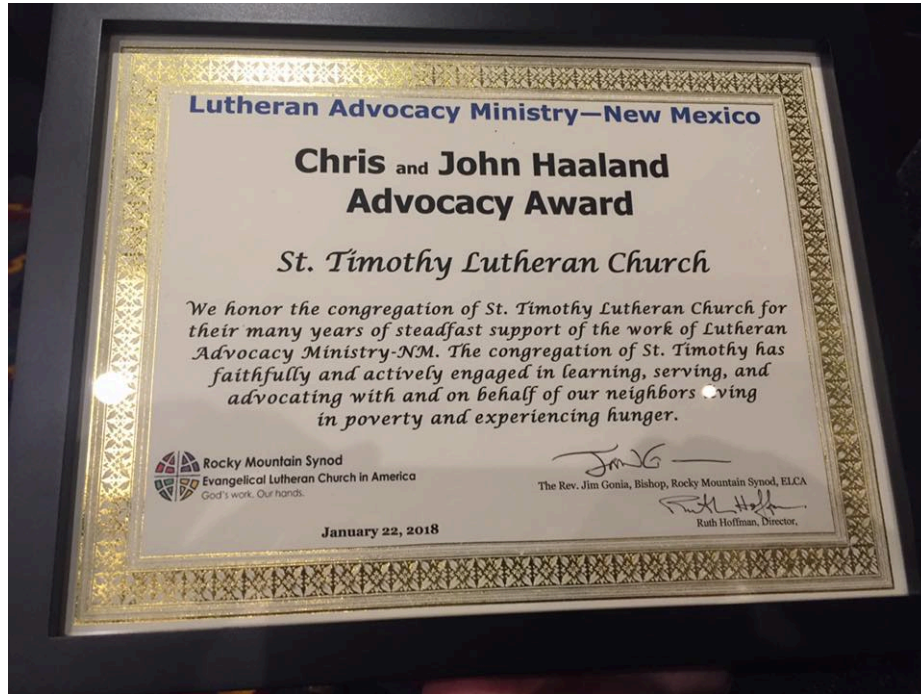 Lutheran Advocacy Ministry—New Mexico
Chris and John Haaland
Advocacy Award
St. Timothy Lutheran Church
We honor the congregation of St. Timothy Lutheran Church for
their many years of steadfast support of the work of Lutheran
Advocacy Ministry-NM. The congregation of St. Timothy has
faithfully and actively engaged in learning, serving, and
advocating with and on behalf of our neighbors
in poverty and experiencing hunger.
Rocky Mountain Synod
Evangelical Lutheran Church in America
God's work. Our hands.
The Rev. Jim Gonia, Bishop, Rocky Mountain Synod, ELCA
Ruth Hoffman, Director,
January 22, 2018